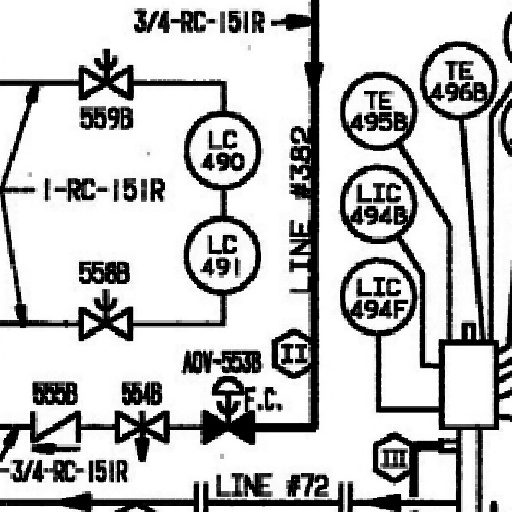 3/4-RC-151R
TE
496B
TE
495B
559B
LC
490
LINE #382
1-RC-151R
LIC
494B
LC
491
558B
LIC
494F
II
AOV-553B
555B
554B
F.C.
III
-3/4-RC-151R
LINE #72